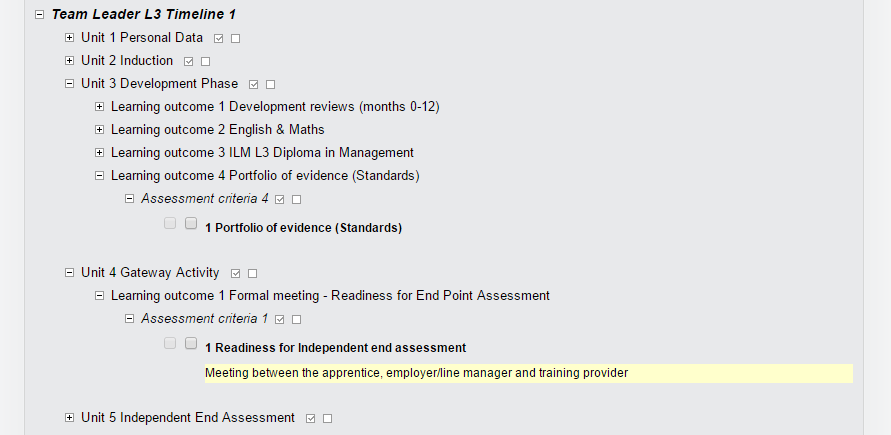 Team Leader L3 Timeline 1
Unit 1 Personal Data
Unit 2 Induction
Unit 3 Development Phase
Learning outcome 1 Development reviews (months 0-12)
Learning outcome 2 English & Maths
Learning outcome 3 ILM L3 Diploma in Management
Learning outcome 4 Portfolio of evidence (Standards)
Assessment criteria 4
1 Portfolio of evidence (Standards)
Unit 4 Gateway Activity
Learning outcome 1 Formal meeting - Readiness for End Point Assessment
Assessment criteria 1
1 Readiness for Independent end assessment
Meeting between the apprentice, employer/line manager and training provider
Unit 5 Independent End Assessment